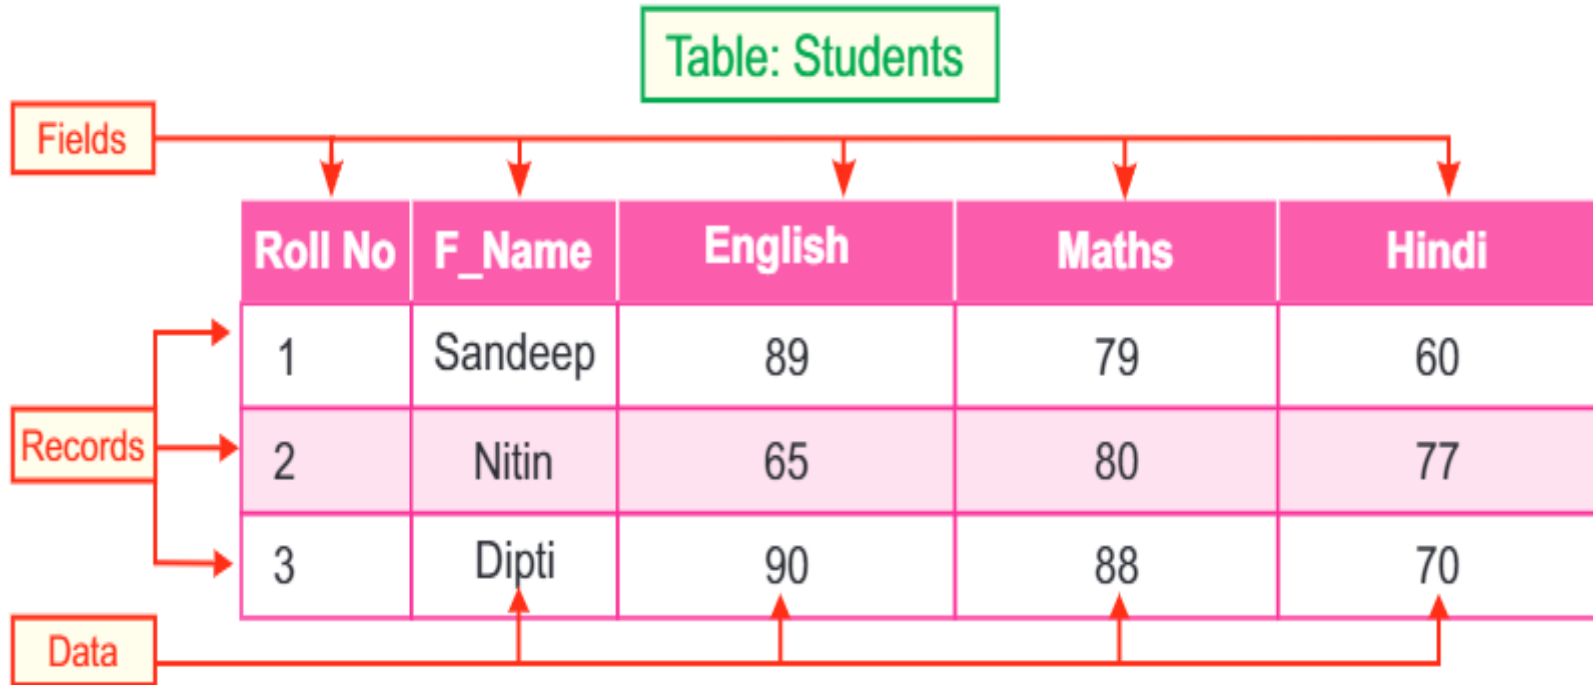 Table: Students
Fields
Roll No F_Name English Maths Hindi
1 Sandeep 89 79 60
Records
2 Nitin 65 80 77
3 Dipti 90 88 70
Data